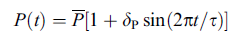 P(t) = P̅[1 + δ_P sin(2πt/τ)]